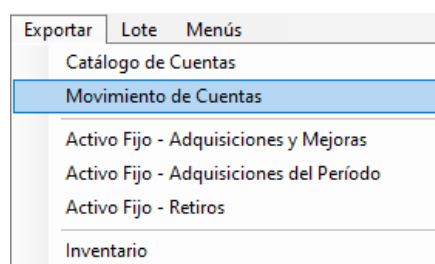 Exportar Lote Menús
Catálogo de Cuentas
Movimiento de Cuentas
Activo Fijo - Adquisiciones y Mejoras
Activo Fijo - Adquisiciones del Período
Activo Fijo - Retiros
Inventario